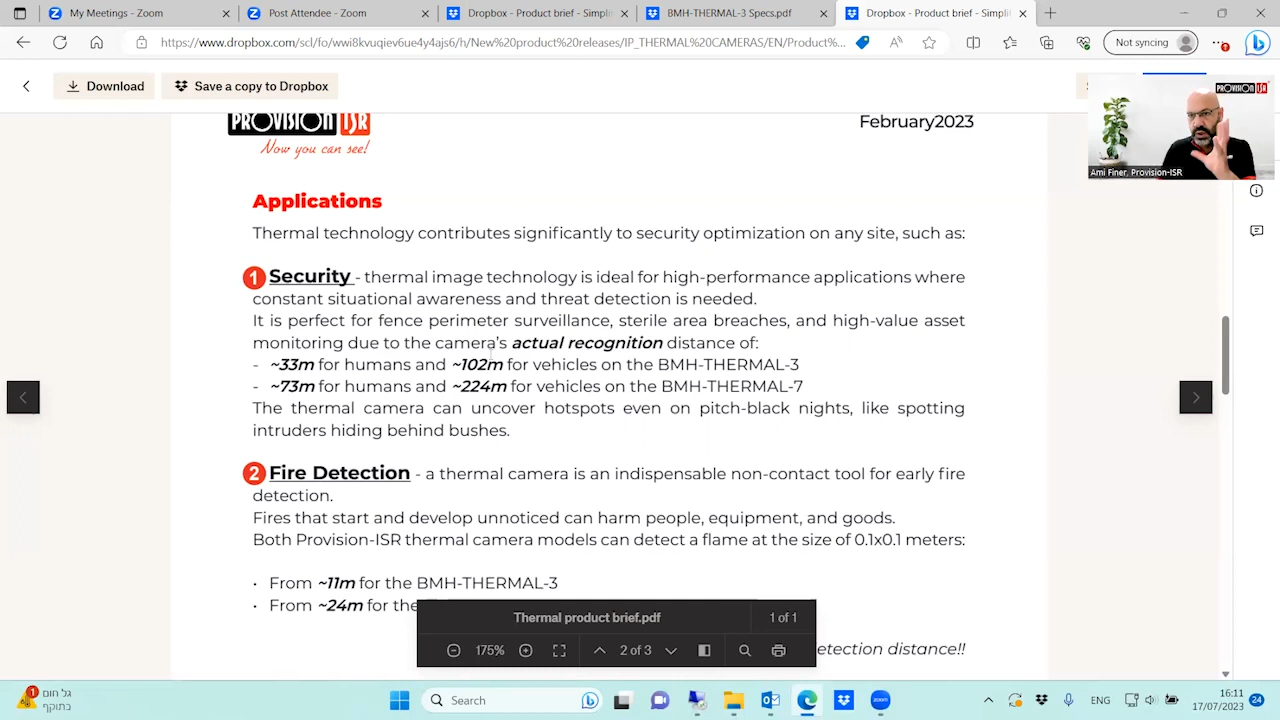 My Meetings - Zoom
Post Attendee - Zoom
Dropbox - Product brief - Simpli
BMH-THERMAL-3 Specs.pdf
Dropbox - Product brief - Simpli
https://www.dropbox.com/scl/fo/wwi8kvuqiev6ue4y4ajs6/h/New%20product%20releases/IP_THERMAL%20CAMERAS/EN/Product%...
Not syncing
Download
Save a copy to Dropbox
PROVISION ISR
Now you can see!
February2023
PROVISION ISR
Ami Finer, Provision-ISR
Applications
Thermal technology contributes significantly to security optimization on any site, such as:
1 Security - thermal image technology is ideal for high-performance applications where
constant situational awareness and threat detection is needed.
It is perfect for fence perimeter surveillance, sterile area breaches, and high-value asset
monitoring due to the camera's actual recognition distance of:
- ~33m for humans and ~102m for vehicles on the BMH-THERMAL-3
- ~73m for humans and ~224m for vehicles on the BMH-THERMAL-7
The thermal camera can uncover hotspots even on pitch-black nights, like spotting
intruders hiding behind bushes.
2 Fire Detection - a thermal camera is an indispensable non-contact tool for early fire
detection.
Fires that start and develop unnoticed can harm people, equipment, and goods.
Both Provision-ISR thermal camera models can detect a flame at the size of 0.1x0.1 meters:
· From ~11m for the BMH-THERMAL-3
· From ~24m for the
Thermal product brief.pdf
1 of 1
175%
2 of 3
etection distance!!
1
גל חום
בתוקף
Search
ENG
16:11
17/07/2023
24